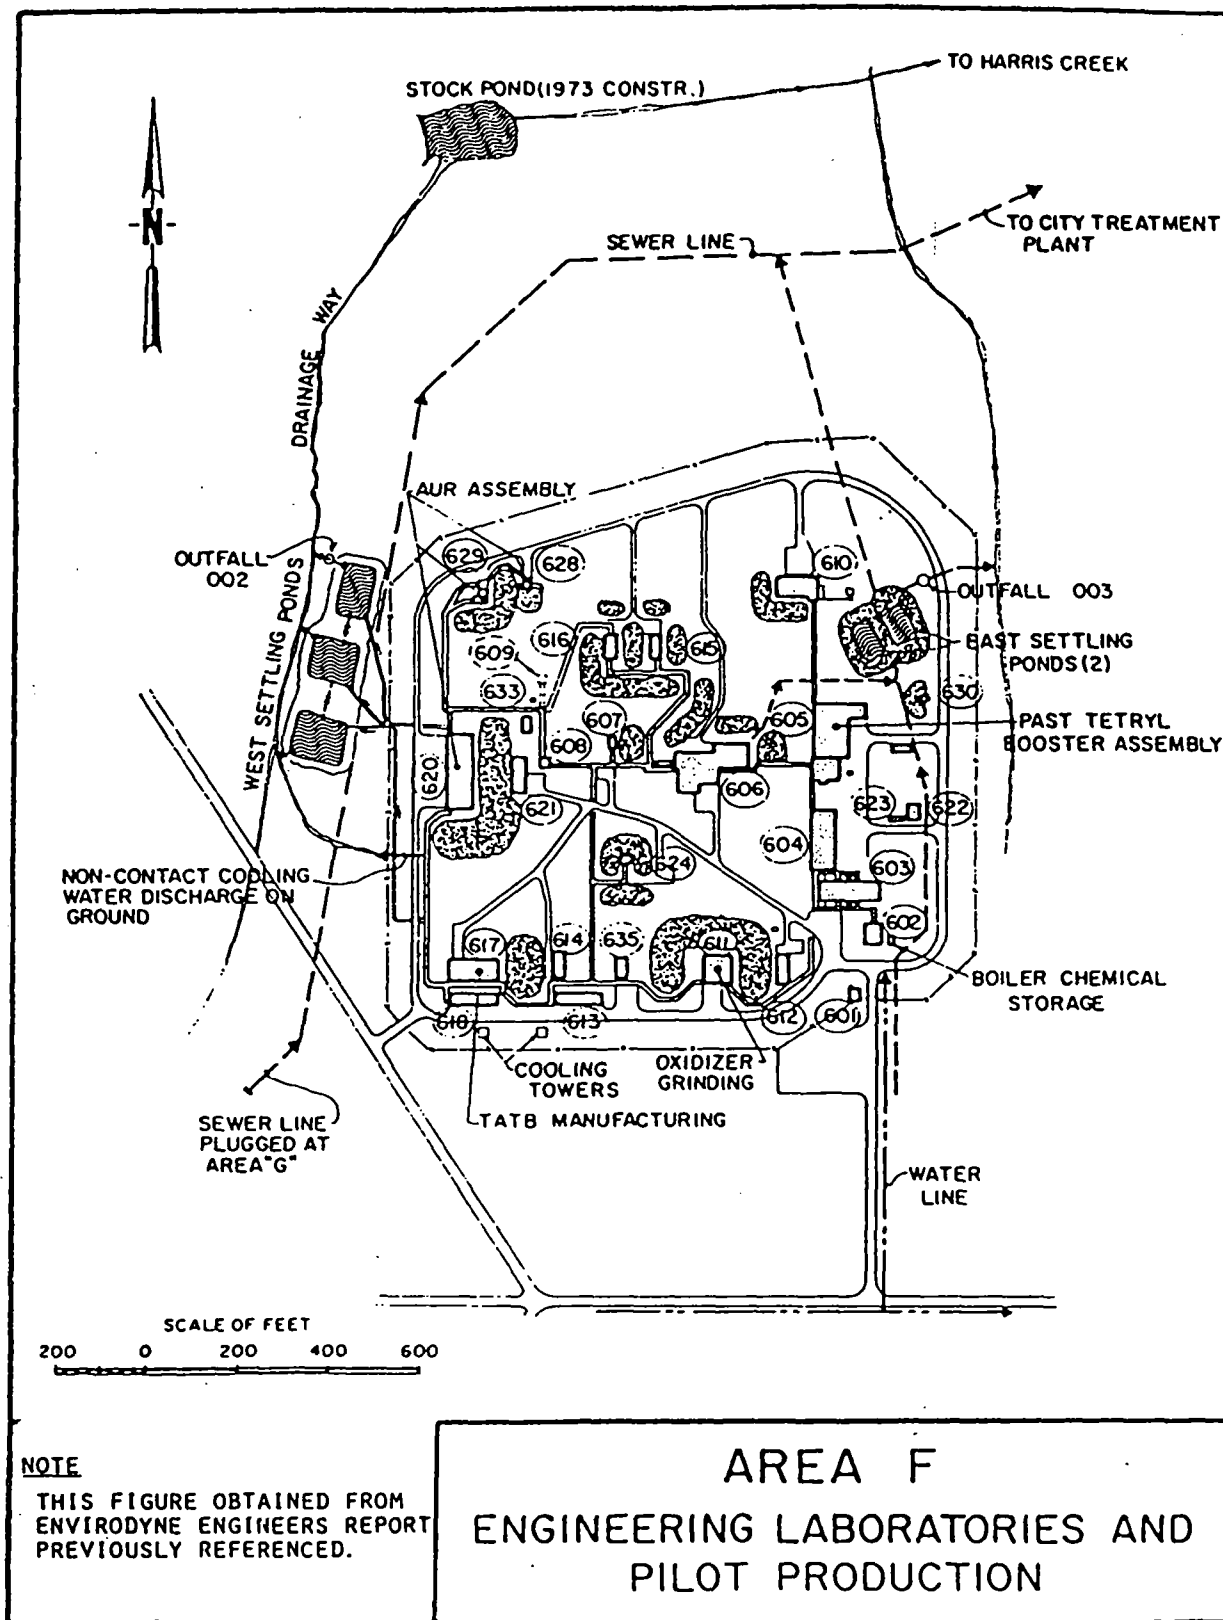 TO HARRIS CREEK
STOCK POND(1973 CONSTR.)
N
TO CITY TREATMENT
PLANT
SEWER LINE
DRAINAGE WAY
AUR ASSEMBLY
OUTFALL
002
629
628
610
OUTFALL 003
WEST SETTLING PONDS
616
609
615
EAST SETTLING
PONDS(2)
633
630
607
605
PAST TETRYL
BOOSTER ASSEMBLY
608
620
606
621
623
622
604
624
603
NON-CONTACT COOLING
WATER DISCHARGE ON
GROUND
602
617
614
635
611
BOILER CHEMICAL
STORAGE
618
613
612
601
COOLING
TOWERS
OXIDIZER
GRINDING
TATB MANUFACTURING
SEWER LINE
PLUGGED AT
AREA"G"
WATER
LINE
SCALE OF FEET
200 0 200 400 600
NOTE
THIS FIGURE OBTAINED FROM
ENVIRODYNE ENGINEERS REPORT
PREVIOUSLY REFERENCED.
AREA F
ENGINEERING LABORATORIES AND
PILOT PRODUCTION